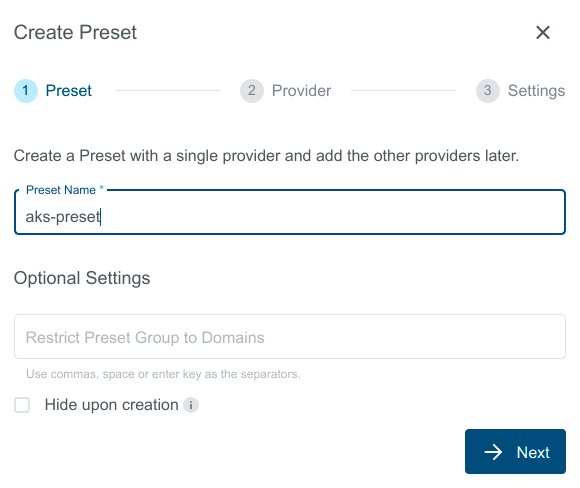 Create Preset
1 Preset 2 Provider 3 Settings
Create a Preset with a single provider and add the other providers later.
Preset Name *
aks-preset
Optional Settings
Restrict Preset Group to Domains
Use commas, space or enter key as the separators.
Hide upon creation i
Next